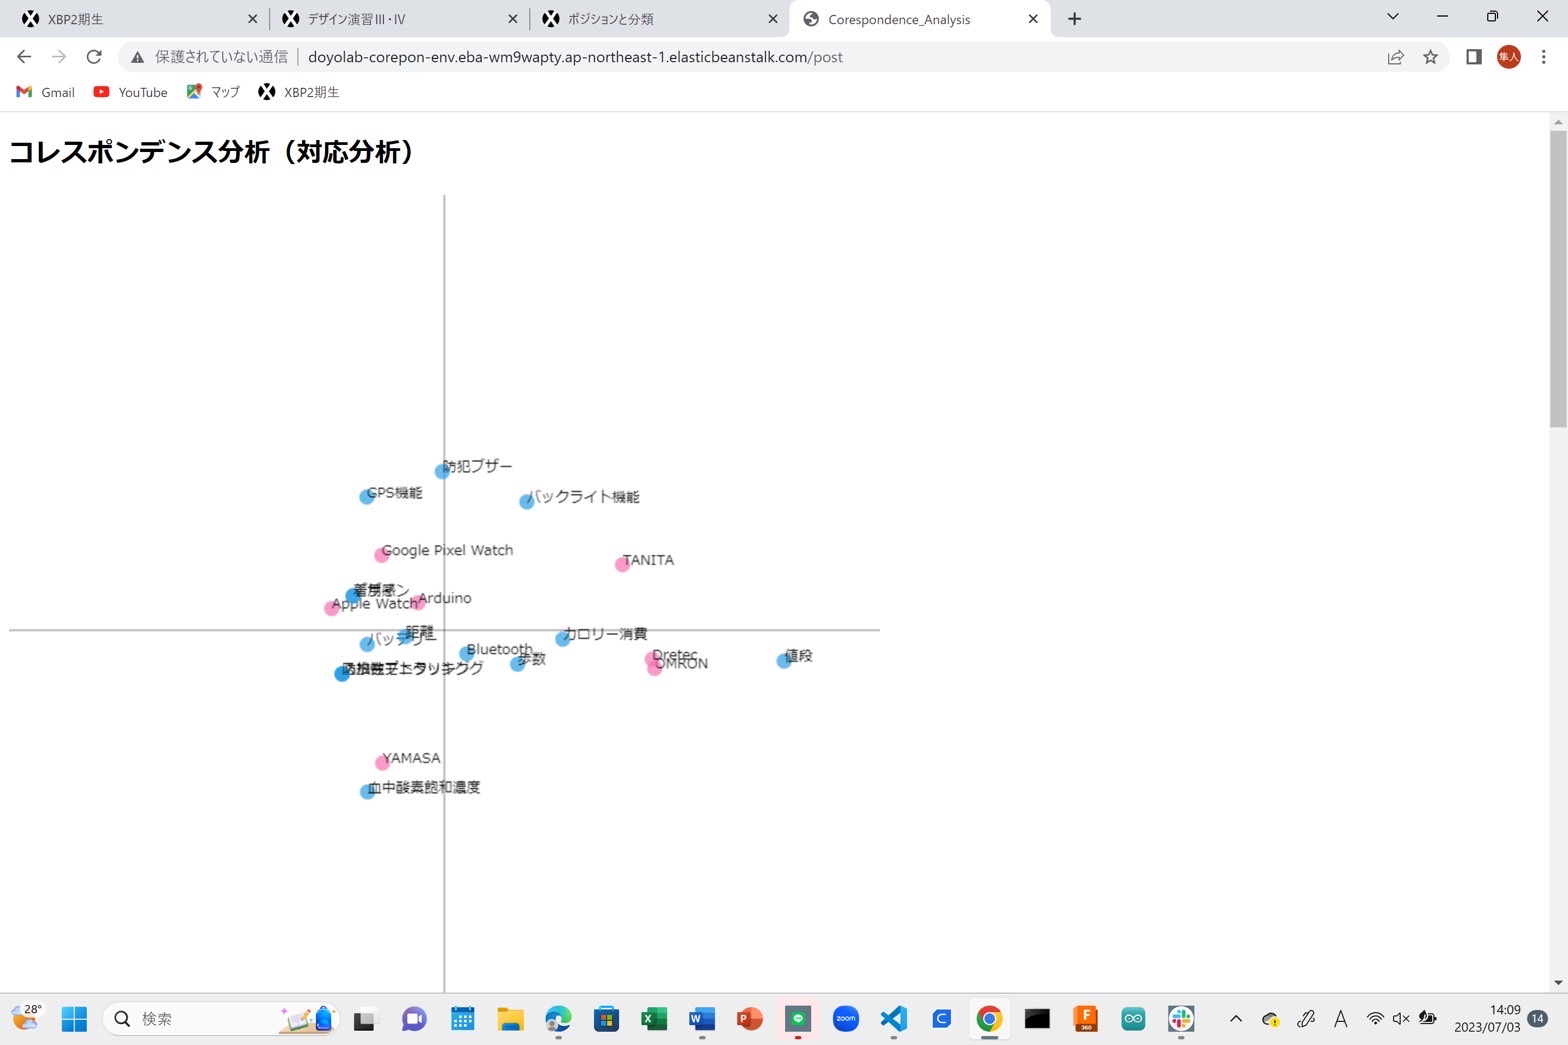 XBP2期生
デザイン演習Ⅲ・Ⅳ
ポジションと分類
Corespondence_Analysis
保護されていない通信
doyolab-corepon-env.eba-wm9wapty.ap-northeast-1.elasticbeanstalk.com/post
隼人
Gmail
YouTube
マップ
XBP2期生
コレスポンデンス分析（対応分析）
防犯ブザー
GPS機能
バックライト機能
Google Pixel Watch
TANITA
Apple Watch
Arduino
距離
バッテリー
カロリー消費
Bluetooth
歩数
Dretec
OMRON
値段
YAMASA
血中酸素飽和濃度
28°
検索
zoom
F
360
A
14:09
2023/07/03
14